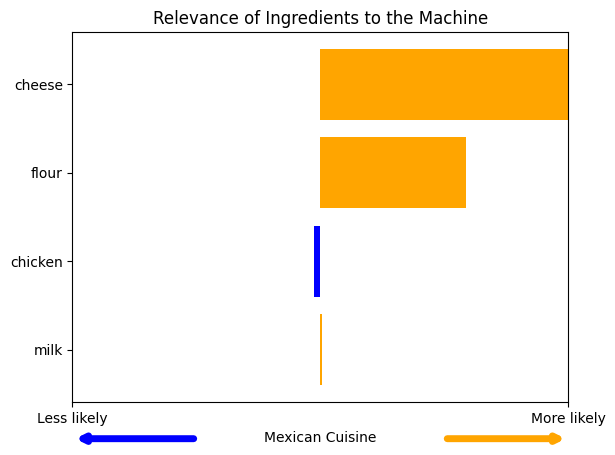 Relevance of Ingredients to the Machine
cheese
flour
chicken
milk
Less likely
More likely
Mexican Cuisine